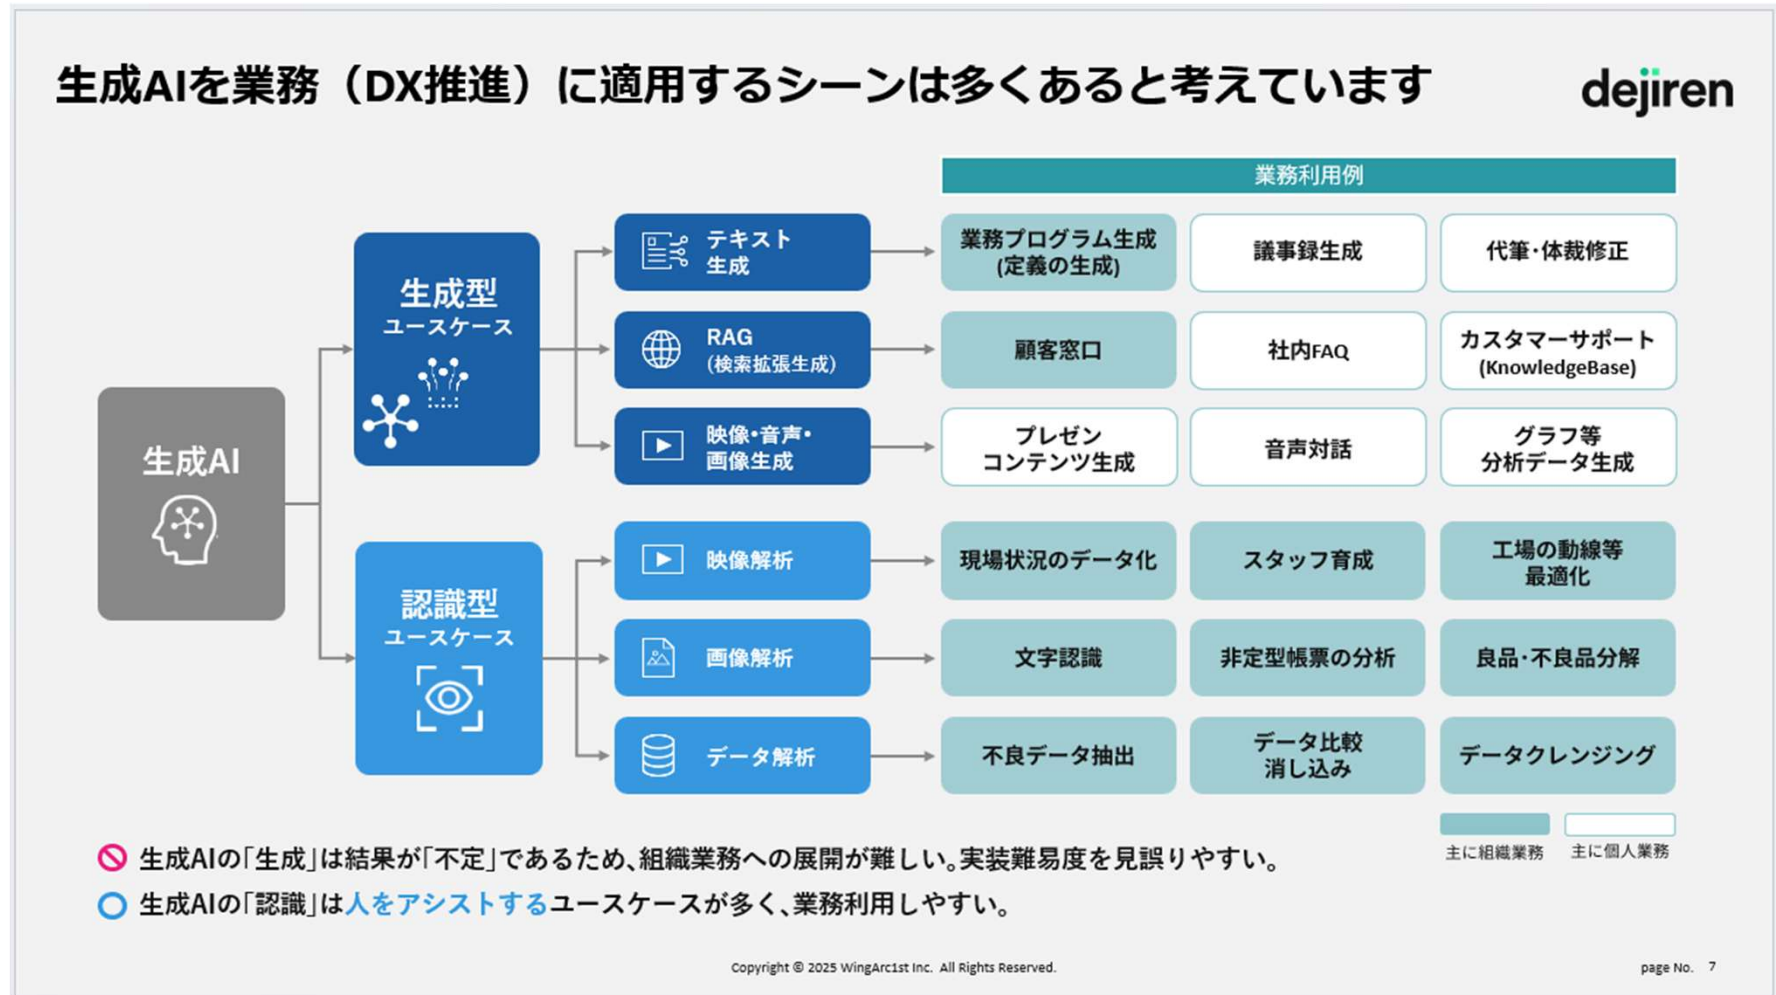 生成AIを業務（DX推進）に適用するシーンは多くあると考えています
dejiren
業務利用例
生成AI
生成型
ユースケース
テキスト
生成
業務プログラム生成
(定義の生成)
議事録生成
代筆・体裁修正
RAG
(検索拡張生成)
顧客窓口
社内FAQ
カスタマーサポート
(KnowledgeBase)
映像・音声・
画像生成
プレゼン
コンテンツ生成
音声対話
グラフ等
分析データ生成
認識型
ユースケース
映像解析
現場状況のデータ化
スタッフ育成
工場の動線等
最適化
画像解析
文字認識
非定型帳票の分析
良品・不良品分解
データ解析
不良データ抽出
データ比較
消し込み
データクレンジング
主に組織業務
主に個人業務
生成AIの「生成」は結果が「不定」であるため、組織業務への展開が難しい。実装難易度を見誤りやすい。
生成AIの「認識」は人をアシストするユースケースが多く、業務利用しやすい。
Copyright © 2025 WingArc1st Inc. All Rights Reserved.
page No. 7